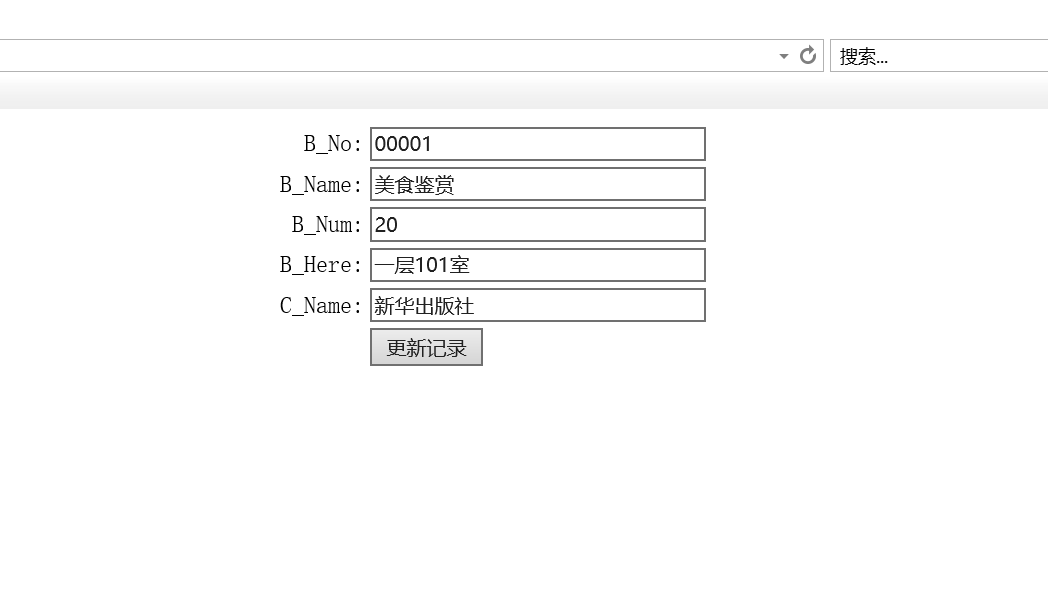 搜索...
B_No: 00001
B_Name: 美食鉴赏
B_Num: 20
B_Here: 一层101室
C_Name: 新华出版社
更新记录